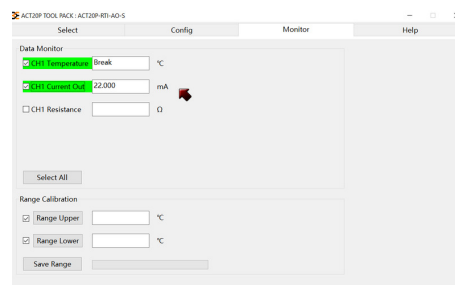 ACT20P TOOL PACK : ACT20P-RTI-AO-S
Select Config Monitor Help
Data Monitor
CH1 Temperature Break °C
CH1 Current Out 22.000 mA
CH1 Resistance Ω
Select All
Range Calibration
Range Upper °C
Range Lower °C
Save Range